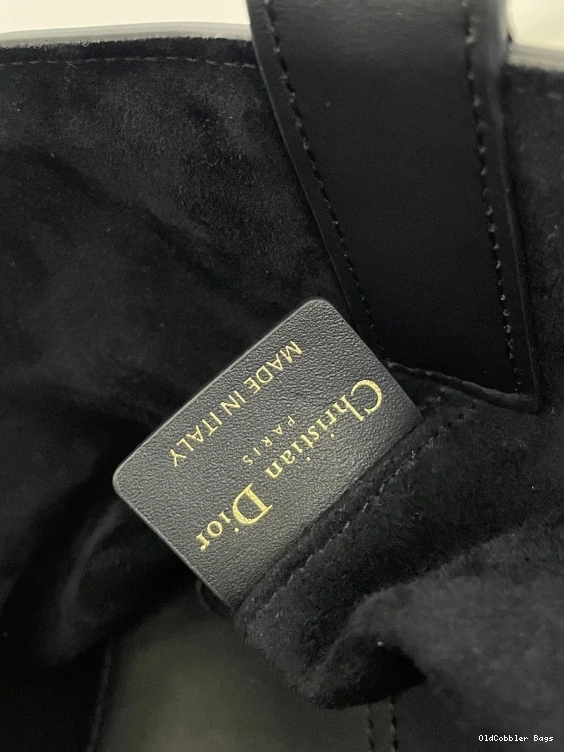 Christian Dior
PARIS
MADE IN ITALY
OldCobbler Bags